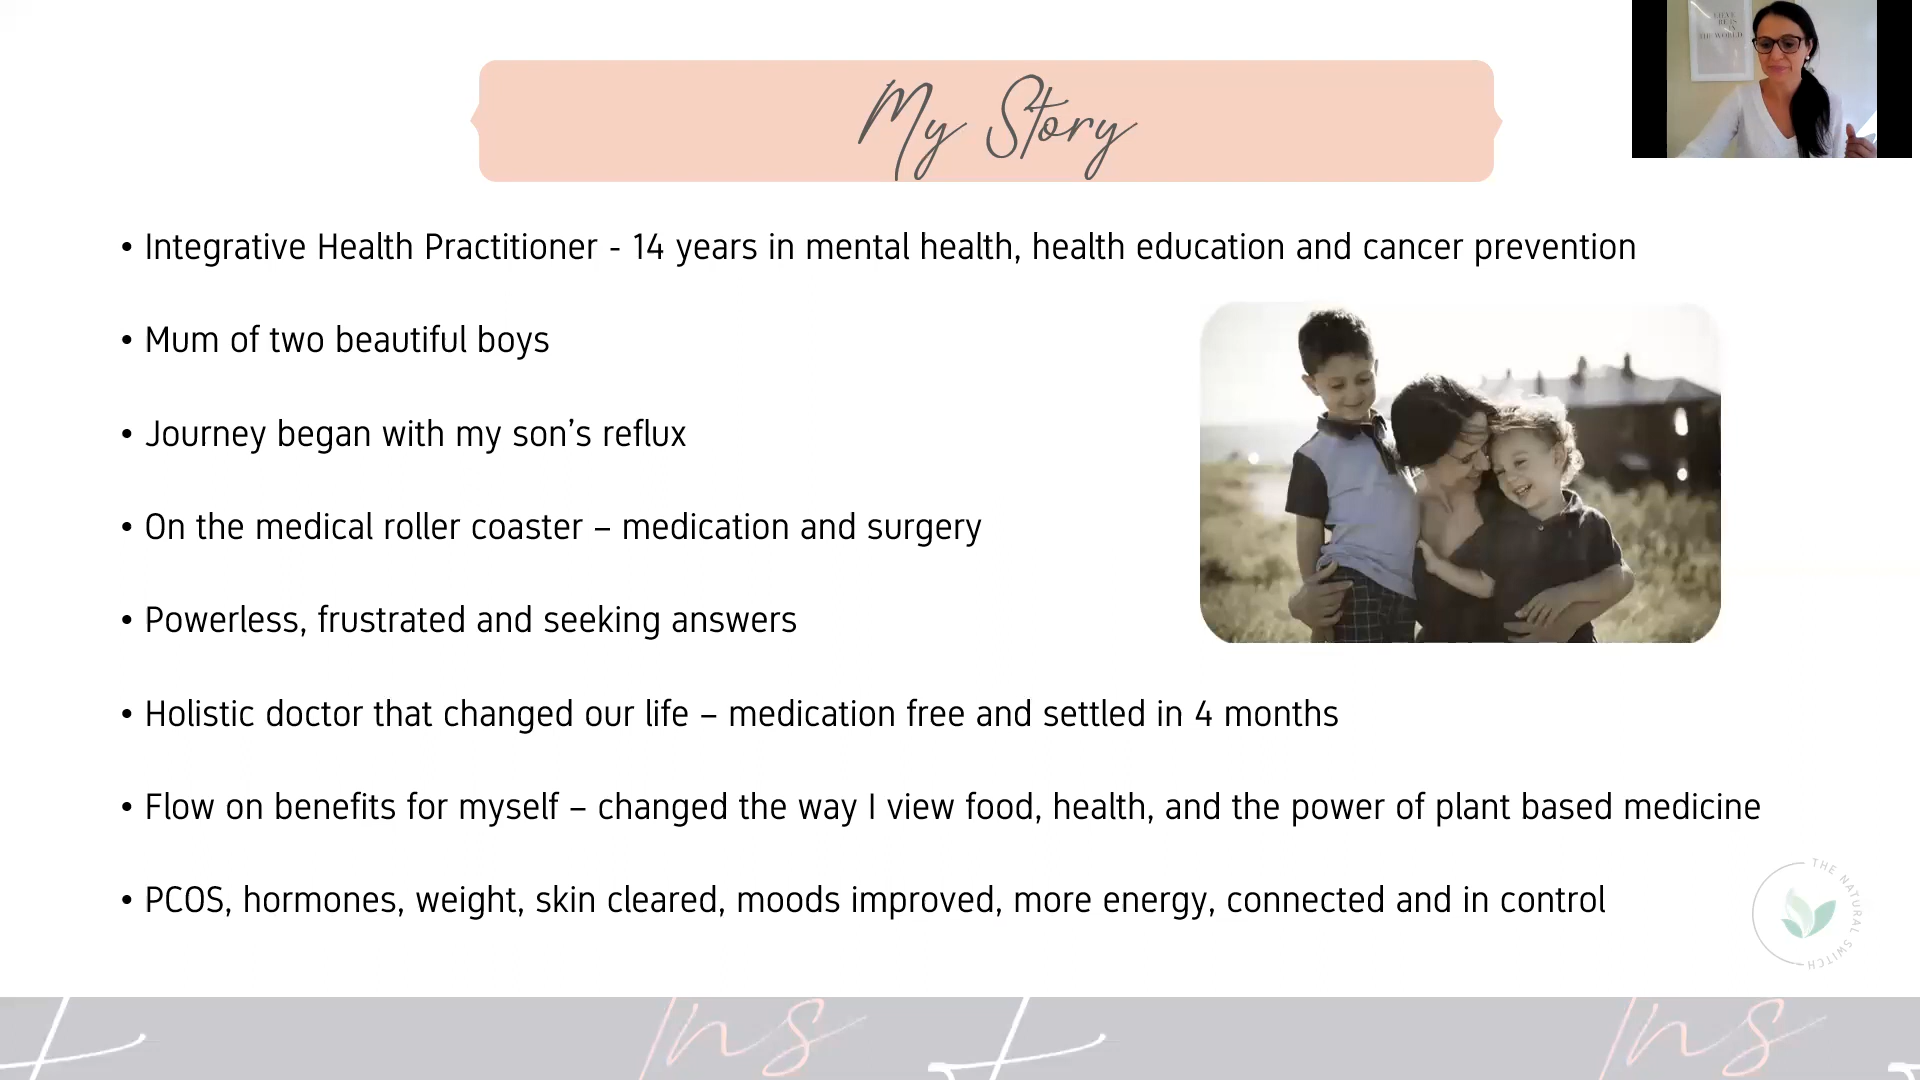 My Story
• Integrative Health Practitioner - 14 years in mental health, health education and cancer prevention
• Mum of two beautiful boys
• Journey began with my son’s reflux
• On the medical roller coaster – medication and surgery
• Powerless, frustrated and seeking answers
• Holistic doctor that changed our life – medication free and settled in 4 months
• Flow on benefits for myself – changed the way I view food, health, and the power of plant based medicine
• PCOS, hormones, weight, skin cleared, moods improved, more energy, connected and in control
THE NATURAL SWITCH